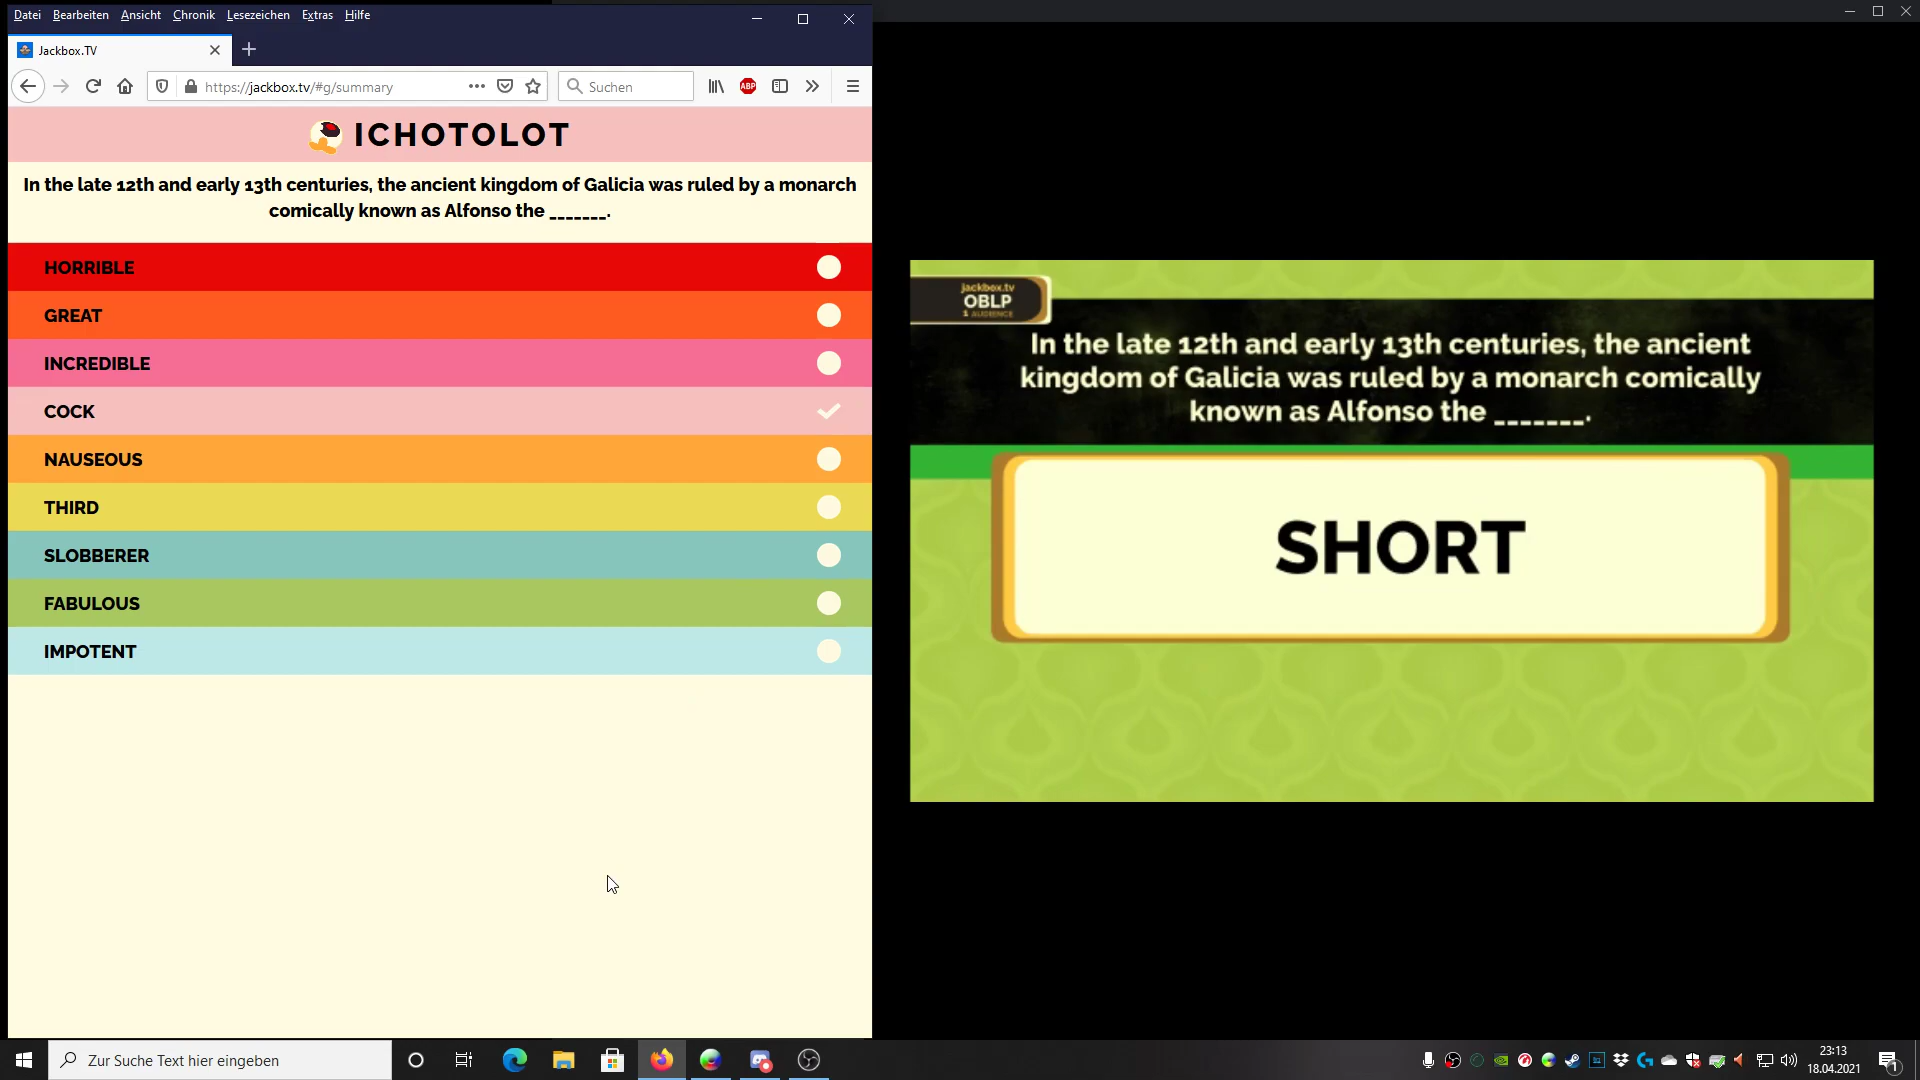 Datei Bearbeiten Ansicht Chronik Lesezeichen Extras Hilfe
Jackbox.TV
https://jackbox.tv/#g/summary
Suchen
ABP
ICHOTOLOT
In the late 12th and early 13th centuries, the ancient kingdom of Galicia was ruled by a monarch
comically known as Alfonso the _______.
HORRIBLE
GREAT
INCREDIBLE
COCK
NAUSEOUS
THIRD
SLOBBERER
FABULOUS
IMPOTENT
jackbox.tv
OBLP
1 AUDIENCE
In the late 12th and early 13th centuries, the ancient
kingdom of Galicia was ruled by a monarch comically
known as Alfonso the _______.
SHORT
Zur Suche Text hier eingeben
23:13
18.04.2021
1